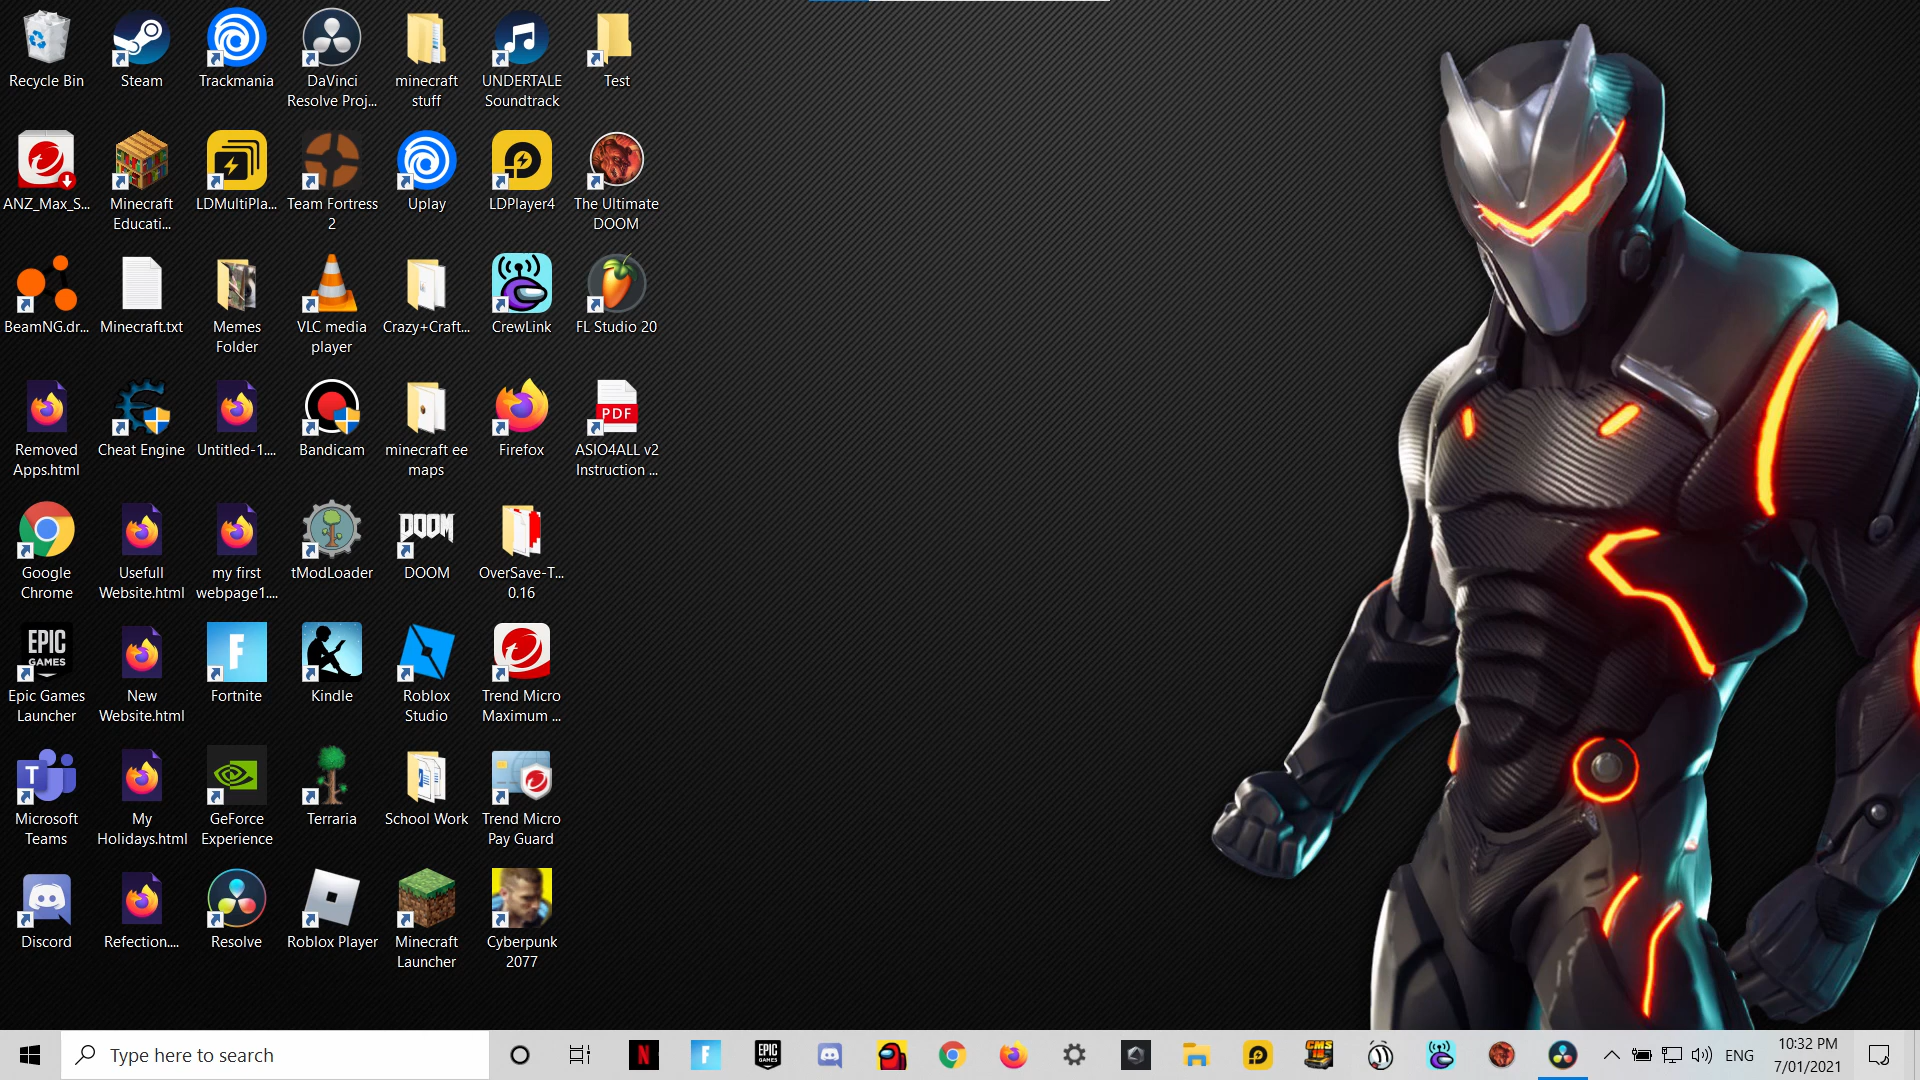 Recycle Bin
Steam
Trackmania
DaVinci
Resolve Proj...
minecraft
stuff
UNDERTALE
Soundtrack
Test
ANZ_Max_S...
Minecraft
Educati...
LDMultiPla...
Team Fortress
2
Uplay
LDPlayer4
The Ultimate
DOOM
BeamNG.dr...
Minecraft.txt
Memes
Folder
VLC media
player
Crazy+Craft...
CrewLink
FL Studio 20
Removed
Apps.html
Cheat Engine
Untitled-1....
Bandicam
minecraft ee
maps
Firefox
PDF
ASIO4ALL v2
Instruction ...
Google
Chrome
Usefull
Website.html
my first
webpage1....
tModLoader
DOOM
DOOM
OverSave-T...
0.16
EPIC
GAMES
Epic Games
Launcher
New
Website.html
F
Fortnite
Kindle
Roblox
Studio
Trend Micro
Maximum ...
T
Microsoft
Teams
My
Holidays.html
GeForce
Experience
Terraria
School Work
Trend Micro
Pay Guard
Discord
Refection....
Resolve
Roblox Player
Minecraft
Launcher
Cyberpunk
2077
Type here to search
N
F
EPIC
GAMES
CMS
18
ENG
10:32 PM
7/01/2021